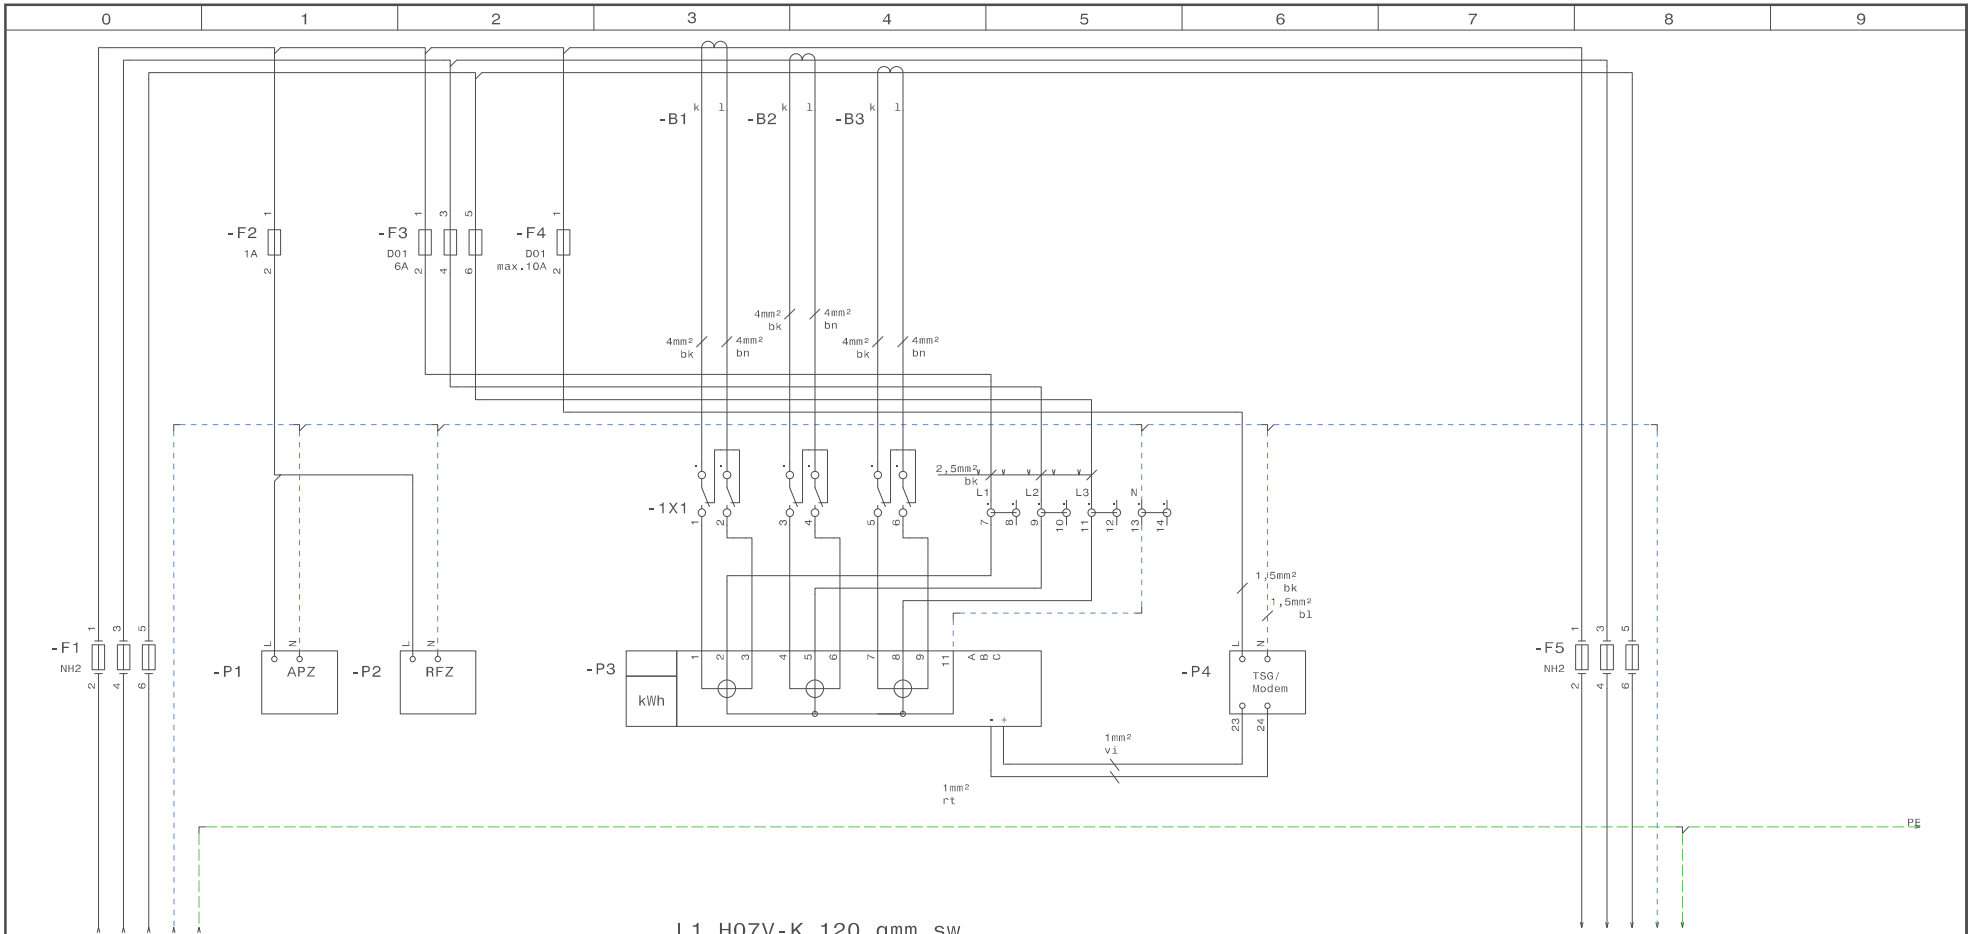 0 1 2 3 4 5 6 7 8 9
k l k l k l
-B1 -B2 -B3
1 1 3 5 1
-F2 -F3 -F4
1A D01 D01
6A max.10A
2 2 4 6 2
4mm² 4mm²
bk bn
4mm² 4mm² 4mm² 4mm²
bk bn bk bn
2,5mm²
bk
L1 L2 L3 N
-1X1
1 2 3 4 5 6 7 8 9 10 11 12 13 14
1,5mm²
bk
1,5mm²
bl
1 3 5 1 3 5
-F1 L N L N L N -F5
NH2 NH2
2 4 6 2 4 6
-P1 APZ -P2 RFZ -P3 1 2 3 4 5 6 7 8 9 11 A B C -P4 TSG/
Modem
kWh
- +
23 24
1mm²
vi
1mm²
rt
PE
L1 H07V-K 120 qmm sw